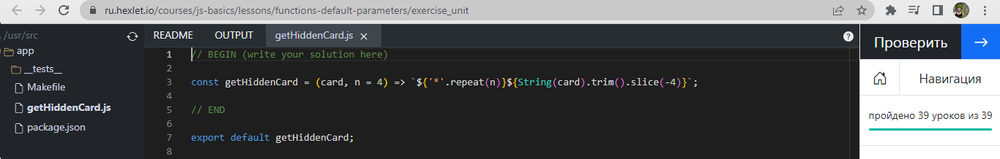 ru.hexlet.io/courses/js-basics/lessons/functions-default-parameters/exercise_unit
/usr/src
app
__tests__
Makefile
getHiddenCard.js
package.json
README OUTPUT getHiddenCard.js ×
?
1 // BEGIN (write your solution here)
2
3 const getHiddenCard = (card, n = 4) => `${'*'.repeat(n)}${String(card).trim().slice(-4)}`;
4
5 // END
6
7 export default getHiddenCard;
8
Проверить
Навигация
пройдено 39 уроков из 39